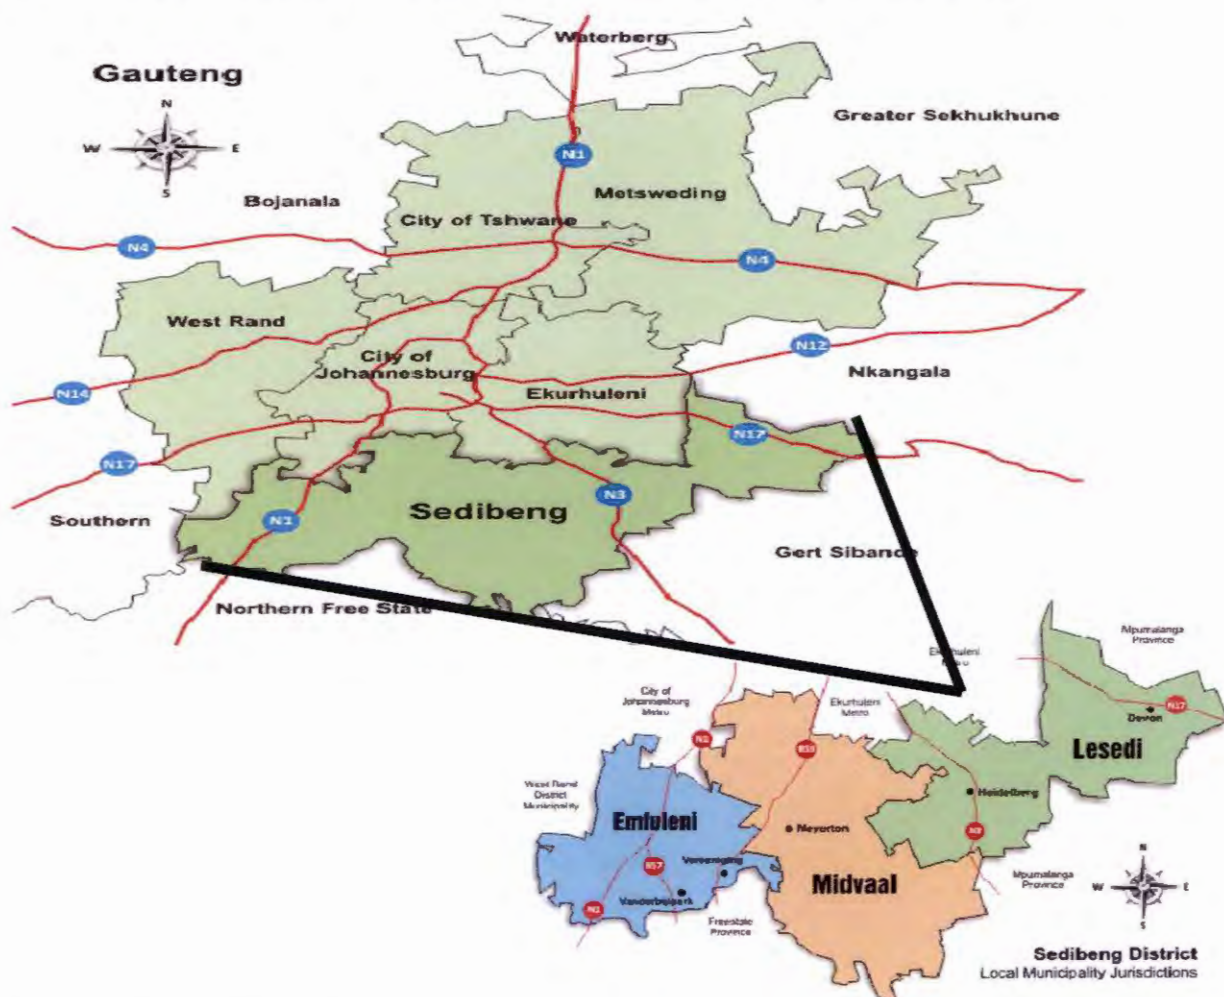 Waterberg
Gauteng
N
W E
S
Greater Sekhukhune
N1
Metsweding
Bojanala
City of Tshwane
N4
N4
West Rand
N12
City of
Johannesburg
Nkangala
N14
Ekurhuleni
N17
N17
N3
Sedibeng
Southern
N1
Gert Sibande
Northern Free State
Mpumalanga
Province
City of
Johannesburg
Ekurhuleni
Metro
N17
Devon
Lesedi
N1
R59
West Rand
District
Municipality
Heidelberg
Emfuleni
Meyerton
N3
R57
Vereeniging
Midvaal
Mpumalanga
Province
N
W E
S
Vanderbijlpark
N1
Freestate
Province
Sedibeng District
Local Municipality Jurisdictions